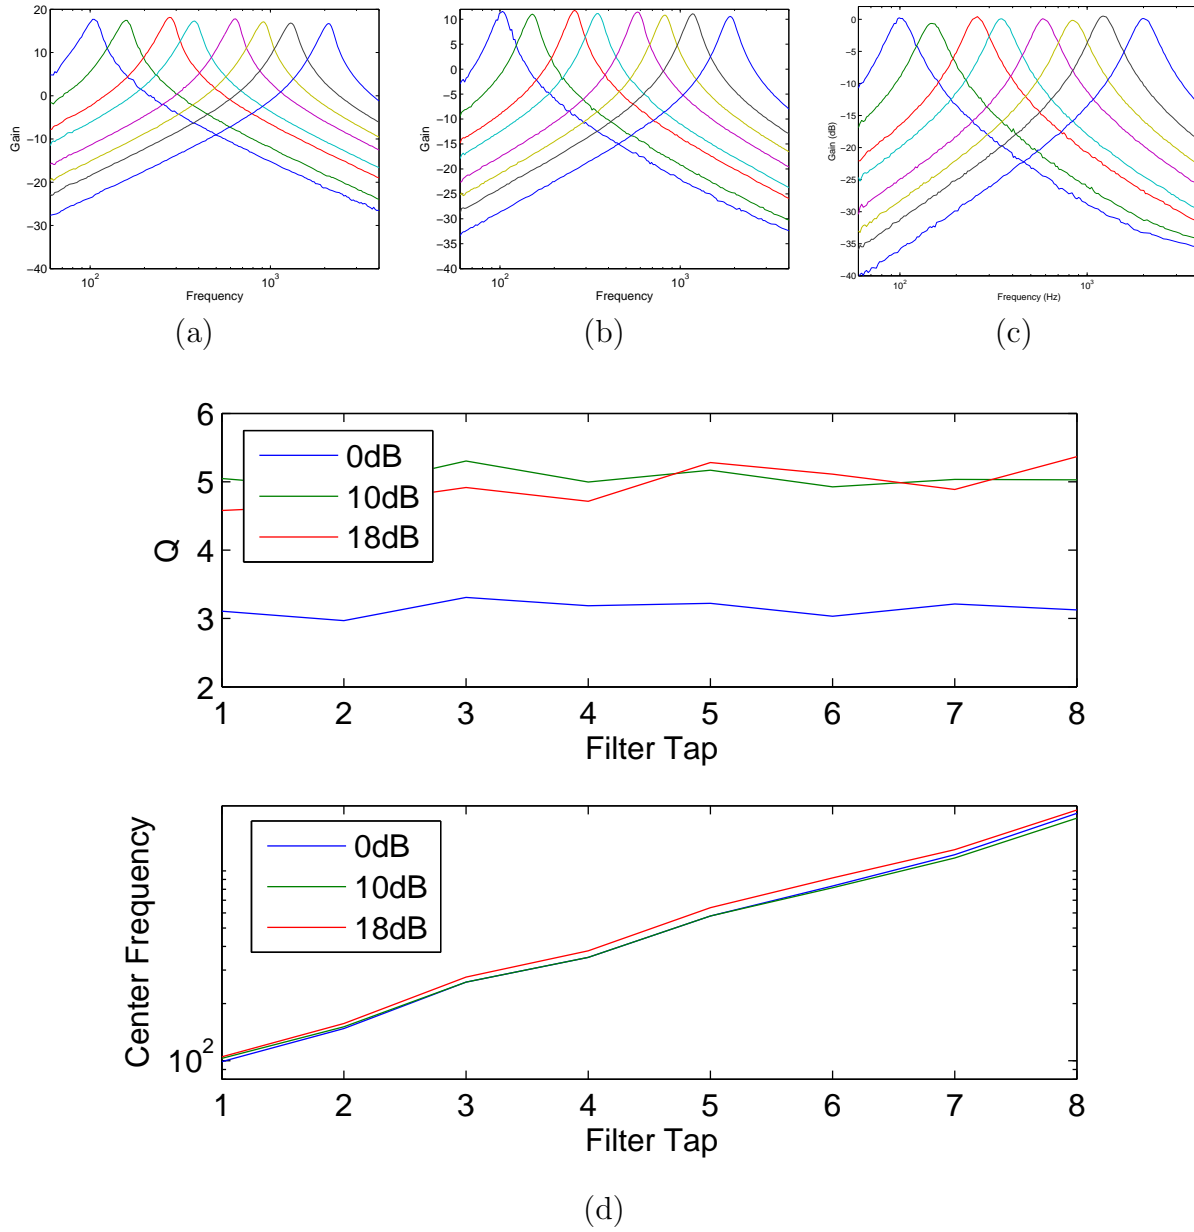 20
10
0
−10
−20
−30
−40
Gain
10²
10³
Frequency
(a)
10
5
0
−5
−10
−15
−20
−25
−30
−35
−40
Gain
10²
10³
Frequency
(b)
0
−5
−10
−15
−20
−25
−30
−35
−40
Gain (dB)
10²
10³
Frequency (Hz)
(c)
6
5
4
3
2
Q
0dB
10dB
18dB
1 2 3 4 5 6 7 8
Filter Tap
Center Frequency
10²
0dB
10dB
18dB
1 2 3 4 5 6 7 8
Filter Tap
(d)